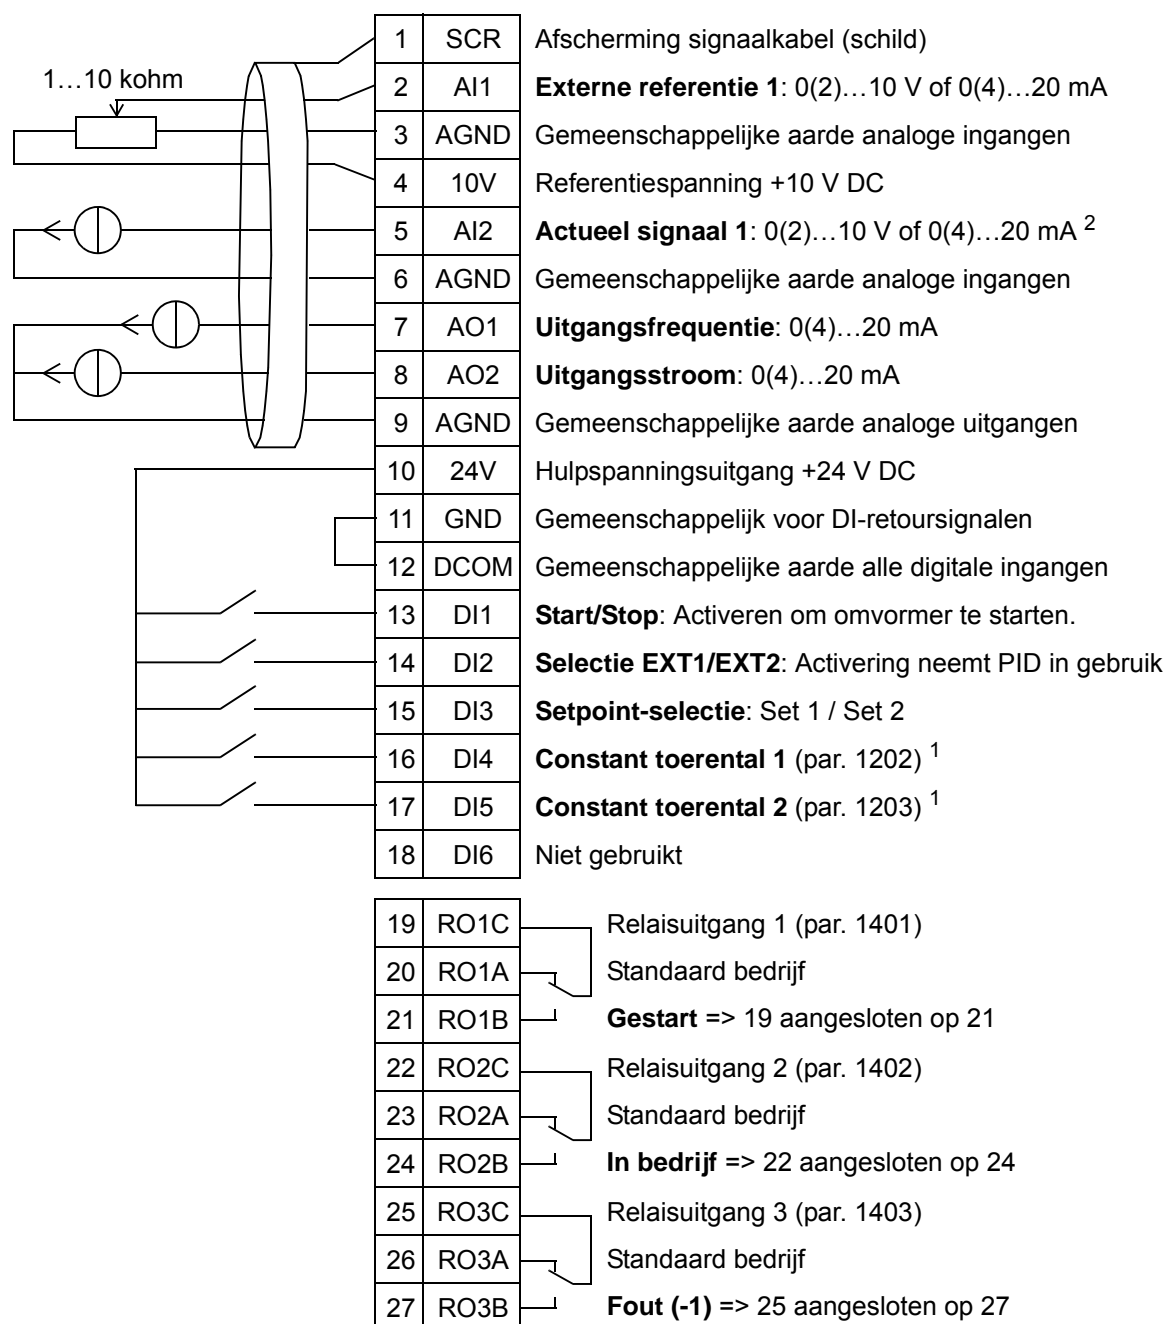 1…10 kohm
1 SCR Afscherming signaalkabel (schild)
2 AI1 Externe referentie 1: 0(2)…10 V of 0(4)…20 mA
3 AGND Gemeenschappelijke aarde analoge ingangen
4 10V Referentiespanning +10 V DC
5 AI2 Actueel signaal 1: 0(2)…10 V of 0(4)…20 mA 2
6 AGND Gemeenschappelijke aarde analoge ingangen
7 AO1 Uitgangsfrequentie: 0(4)…20 mA
8 AO2 Uitgangsstroom: 0(4)…20 mA
9 AGND Gemeenschappelijke aarde analoge uitgangen
10 24V Hulpspanningsuitgang +24 V DC
11 GND Gemeenschappelijk voor DI-retoursignalen
12 DCOM Gemeenschappelijke aarde alle digitale ingangen
13 DI1 Start/Stop: Activeren om omvormer te starten.
14 DI2 Selectie EXT1/EXT2: Activering neemt PID in gebruik
15 DI3 Setpoint-selectie: Set 1 / Set 2
16 DI4 Constant toerental 1 (par. 1202) 1
17 DI5 Constant toerental 2 (par. 1203) 1
18 DI6 Niet gebruikt
19 RO1C Relaisuitgang 1 (par. 1401)
20 RO1A Standaard bedrijf
21 RO1B Gestart => 19 aangesloten op 21
22 RO2C Relaisuitgang 2 (par. 1402)
23 RO2A Standaard bedrijf
24 RO2B In bedrijf => 22 aangesloten op 24
25 RO3C Relaisuitgang 3 (par. 1403)
26 RO3A Standaard bedrijf
27 RO3B Fout (-1) => 25 aangesloten op 27